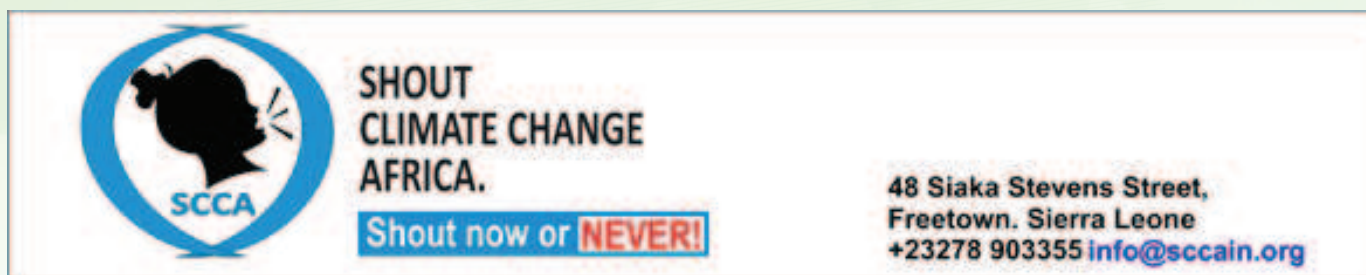 SCCA
SHOUT
CLIMATE CHANGE
AFRICA.
Shout now or NEVER!
48 Siaka Stevens Street,
Freetown. Sierra Leone
+23278 903355 info@sccain.org